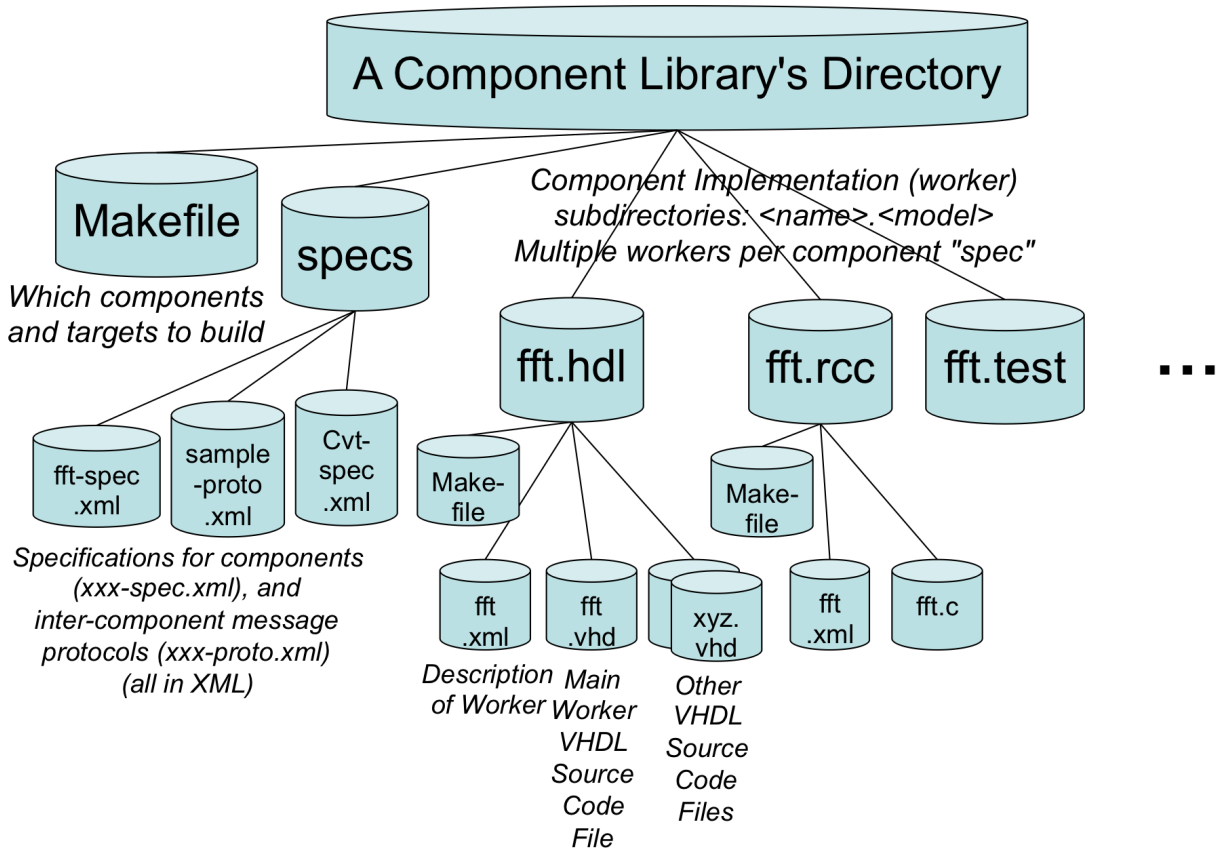 A Component Library's Directory
Makefile
Which components
and targets to build
specs
Component Implementation (worker)
subdirectories: <name>.<model>
Multiple workers per component "spec"
fft.hdl
fft.rcc
fft.test
...
fft-spec
.xml
sample
-proto
.xml
Cvt-
spec
.xml
Specifications for components
(xxx-spec.xml), and
inter-component message
protocols (xxx-proto.xml)
(all in XML)
Make-
file
fft
.xml
Description
of Worker
fft
.vhd
Main
Worker
VHDL
Source
Code
File
xyz.
vhd
Other
VHDL
Source
Code
Files
Make-
file
fft
.xml
fft.c